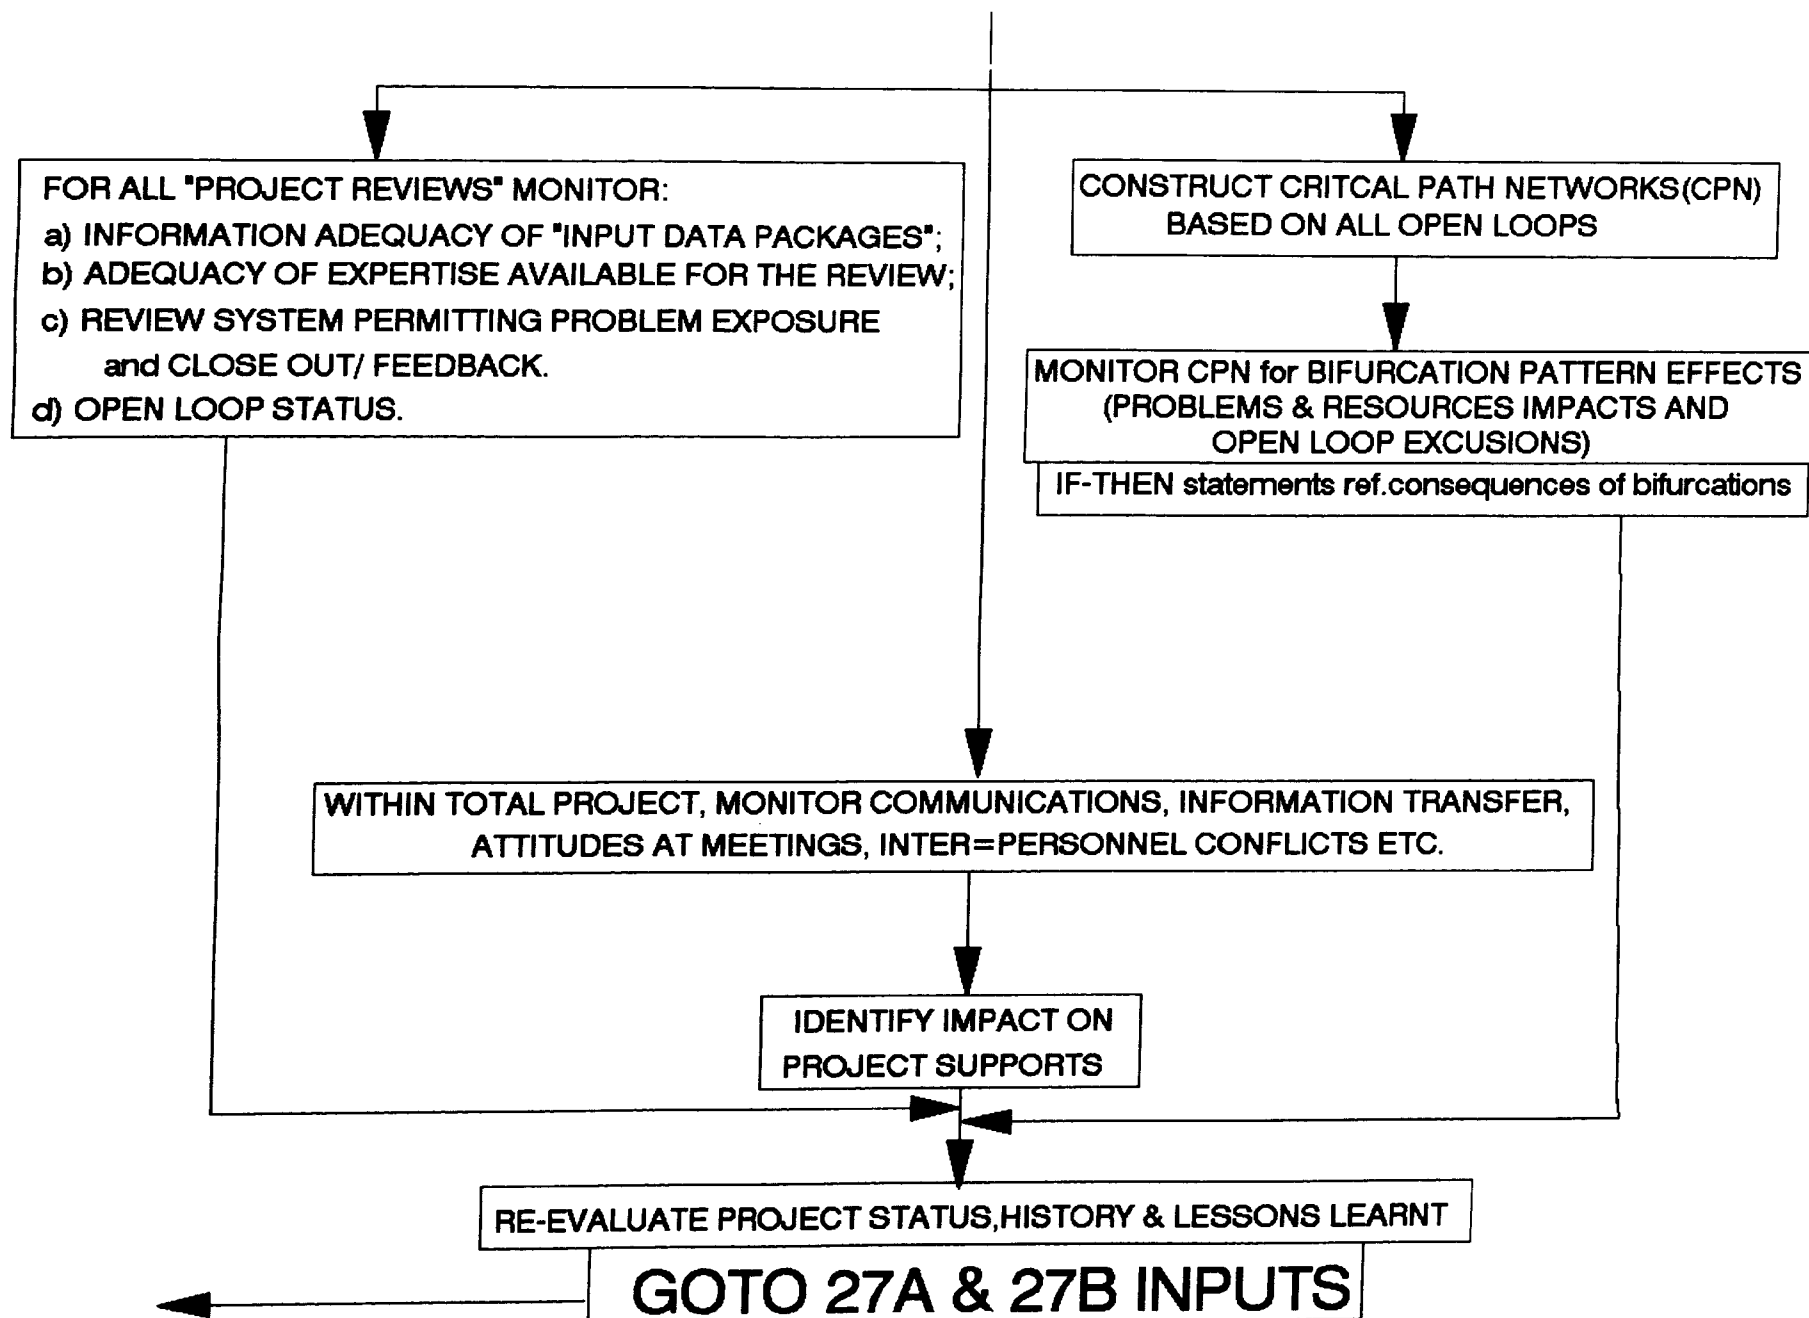 FOR ALL "PROJECT REVIEWS" MONITOR:
a) INFORMATION ADEQUACY OF "INPUT DATA PACKAGES";
b) ADEQUACY OF EXPERTISE AVAILABLE FOR THE REVIEW;
c) REVIEW SYSTEM PERMITTING PROBLEM EXPOSURE
and CLOSE OUT/ FEEDBACK.
d) OPEN LOOP STATUS.
CONSTRUCT CRITCAL PATH NETWORKS(CPN)
BASED ON ALL OPEN LOOPS
MONITOR CPN for BIFURCATION PATTERN EFFECTS
(PROBLEMS & RESOURCES IMPACTS AND
OPEN LOOP EXCUSIONS)
IF-THEN statements ref.consequences of bifurcations
WITHIN TOTAL PROJECT, MONITOR COMMUNICATIONS, INFORMATION TRANSFER,
ATTITUDES AT MEETINGS, INTER=PERSONNEL CONFLICTS ETC.
IDENTIFY IMPACT ON
PROJECT SUPPORTS
RE-EVALUATE PROJECT STATUS,HISTORY & LESSONS LEARNT
GOTO 27A & 27B INPUTS